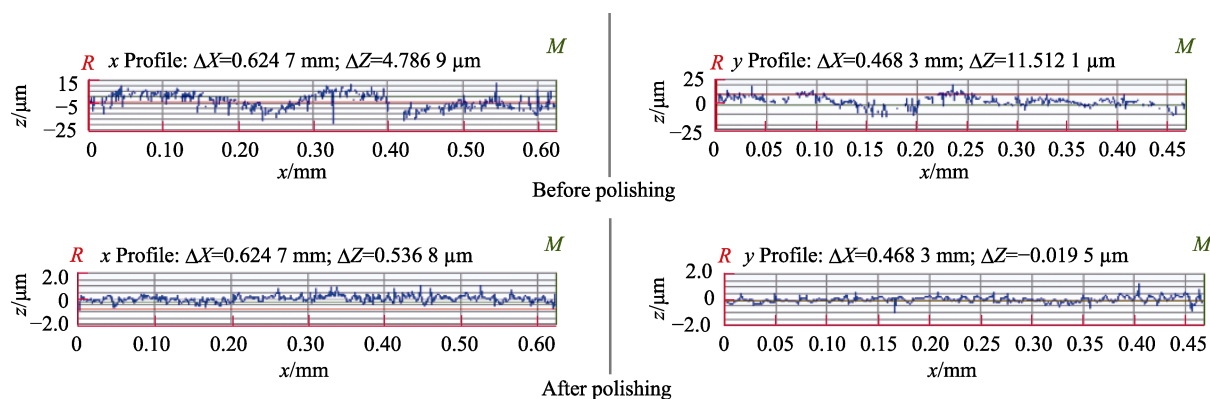 M
R x Profile: ΔX=0.624 7 mm; ΔZ=4.786 9 μm
15
−5
−25
z/μm
0 0.10 0.20 0.30 0.40 0.50 0.60
x/mm
M
R y Profile: ΔX=0.468 3 mm; ΔZ=11.512 1 μm
25
0
−25
z/μm
0 0.05 0.10 0.15 0.20 0.25 0.30 0.35 0.40 0.45
x/mm
Before polishing
M
R x Profile: ΔX=0.624 7 mm; ΔZ=0.536 8 μm
2.0
0
−2.0
z/μm
0 0.10 0.20 0.30 0.40 0.50 0.60
x/mm
M
R y Profile: ΔX=0.468 3 mm; ΔZ=−0.019 5 μm
2.0
0
−2.0
z/μm
0 0.05 0.10 0.15 0.20 0.25 0.30 0.35 0.40 0.45
x/mm
After polishing